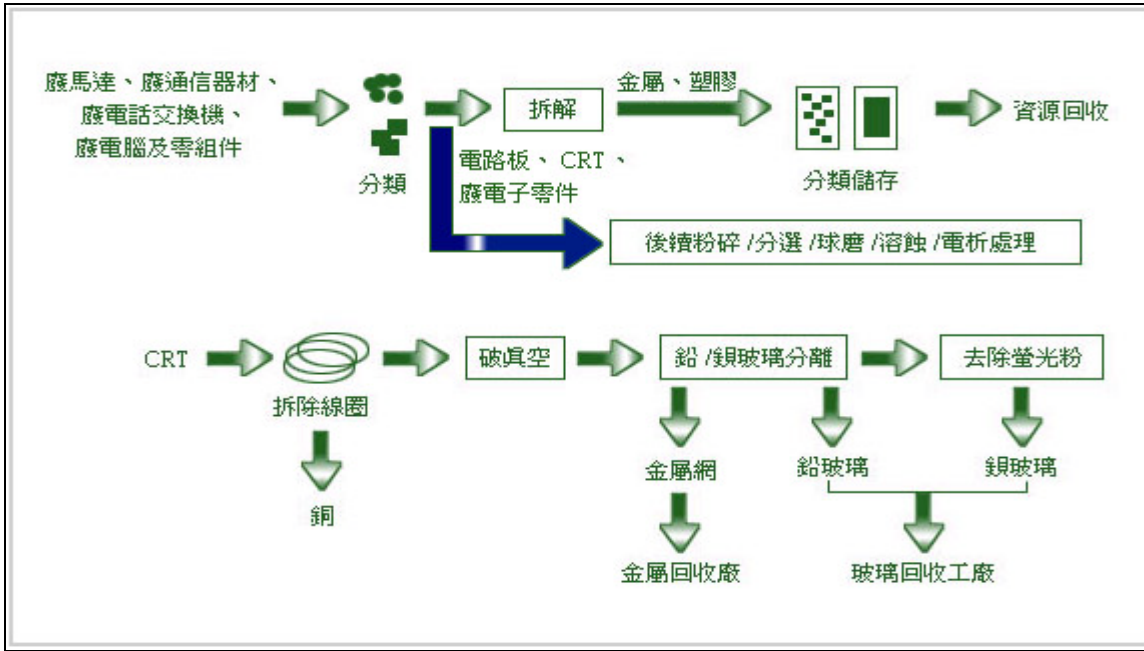 廢馬達、廢通信器材、
廢電話交換機、
廢電腦及零組件
分類
拆解
金屬、塑膠
分類儲存
資源回收
電路板、CRT、
廢電子零件
後續粉碎/分選/球磨/溶蝕/電析處理
CRT
拆除線圈
銅
破眞空
鉛/鋇玻璃分離
去除螢光粉
金屬網
鉛玻璃
鋇玻璃
金屬回收廠
玻璃回收工廠